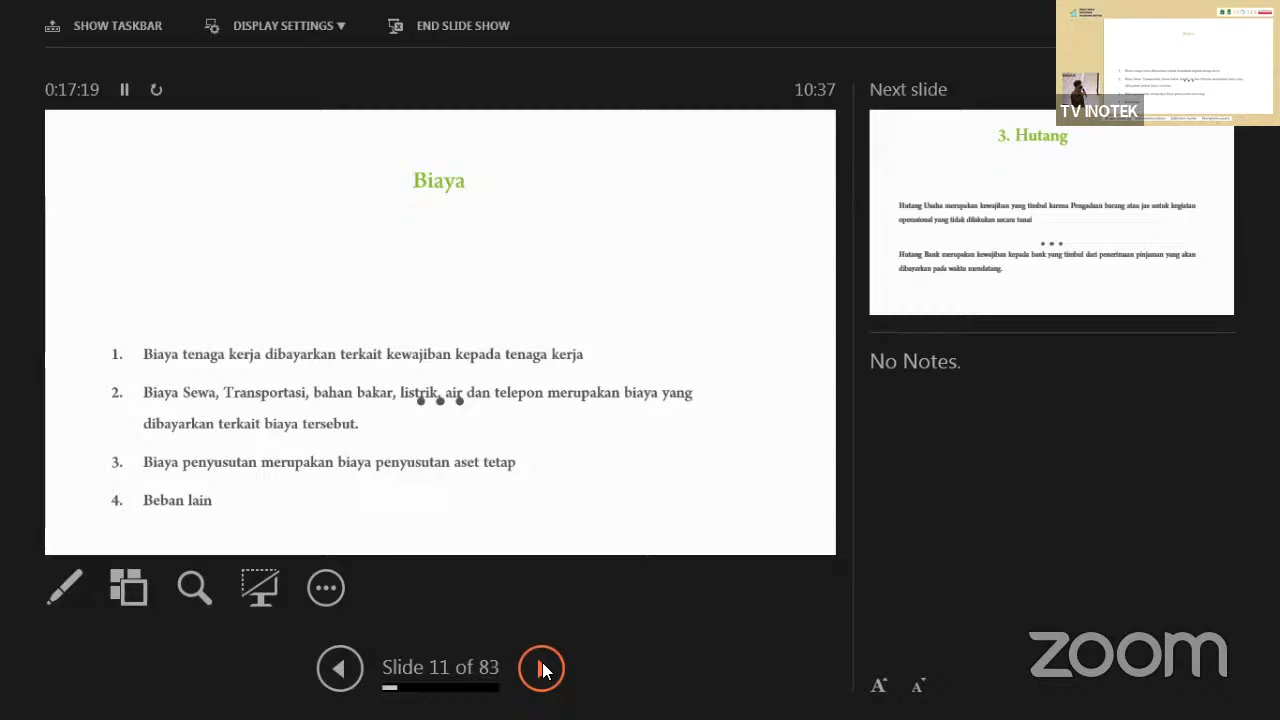 SHOW TASKBAR
DISPLAY SETTINGS ▼
END SLIDE SHOW
0:17:19
10:37
Next slide
TV INOTEK
Biaya
1. Biaya tenaga kerja dibayarkan terkait kewajiban kepada tenaga kerja
2. Biaya Sewa, Transportasi, bahan bakar, listrik, air dan telepon merupakan biaya yang
dibayarkan terkait biaya tersebut.
3. Biaya penyusutan merupakan biaya penyusutan aset tetap
4. Beban lain
3. Hutang
Hutang Usaha merupakan kewajiban yang timbul karena Pengadaan barang atau jas untuk kegiatan
operasional yang tidak dilakukan secara tunai
Hutang Bank merupakan kewajiban kepada bank yang timbul dari penerimaan pinjaman yang akan
dibayarkan pada waktu mendatang.
No Notes.
Slide 11 of 83
zoom
A A